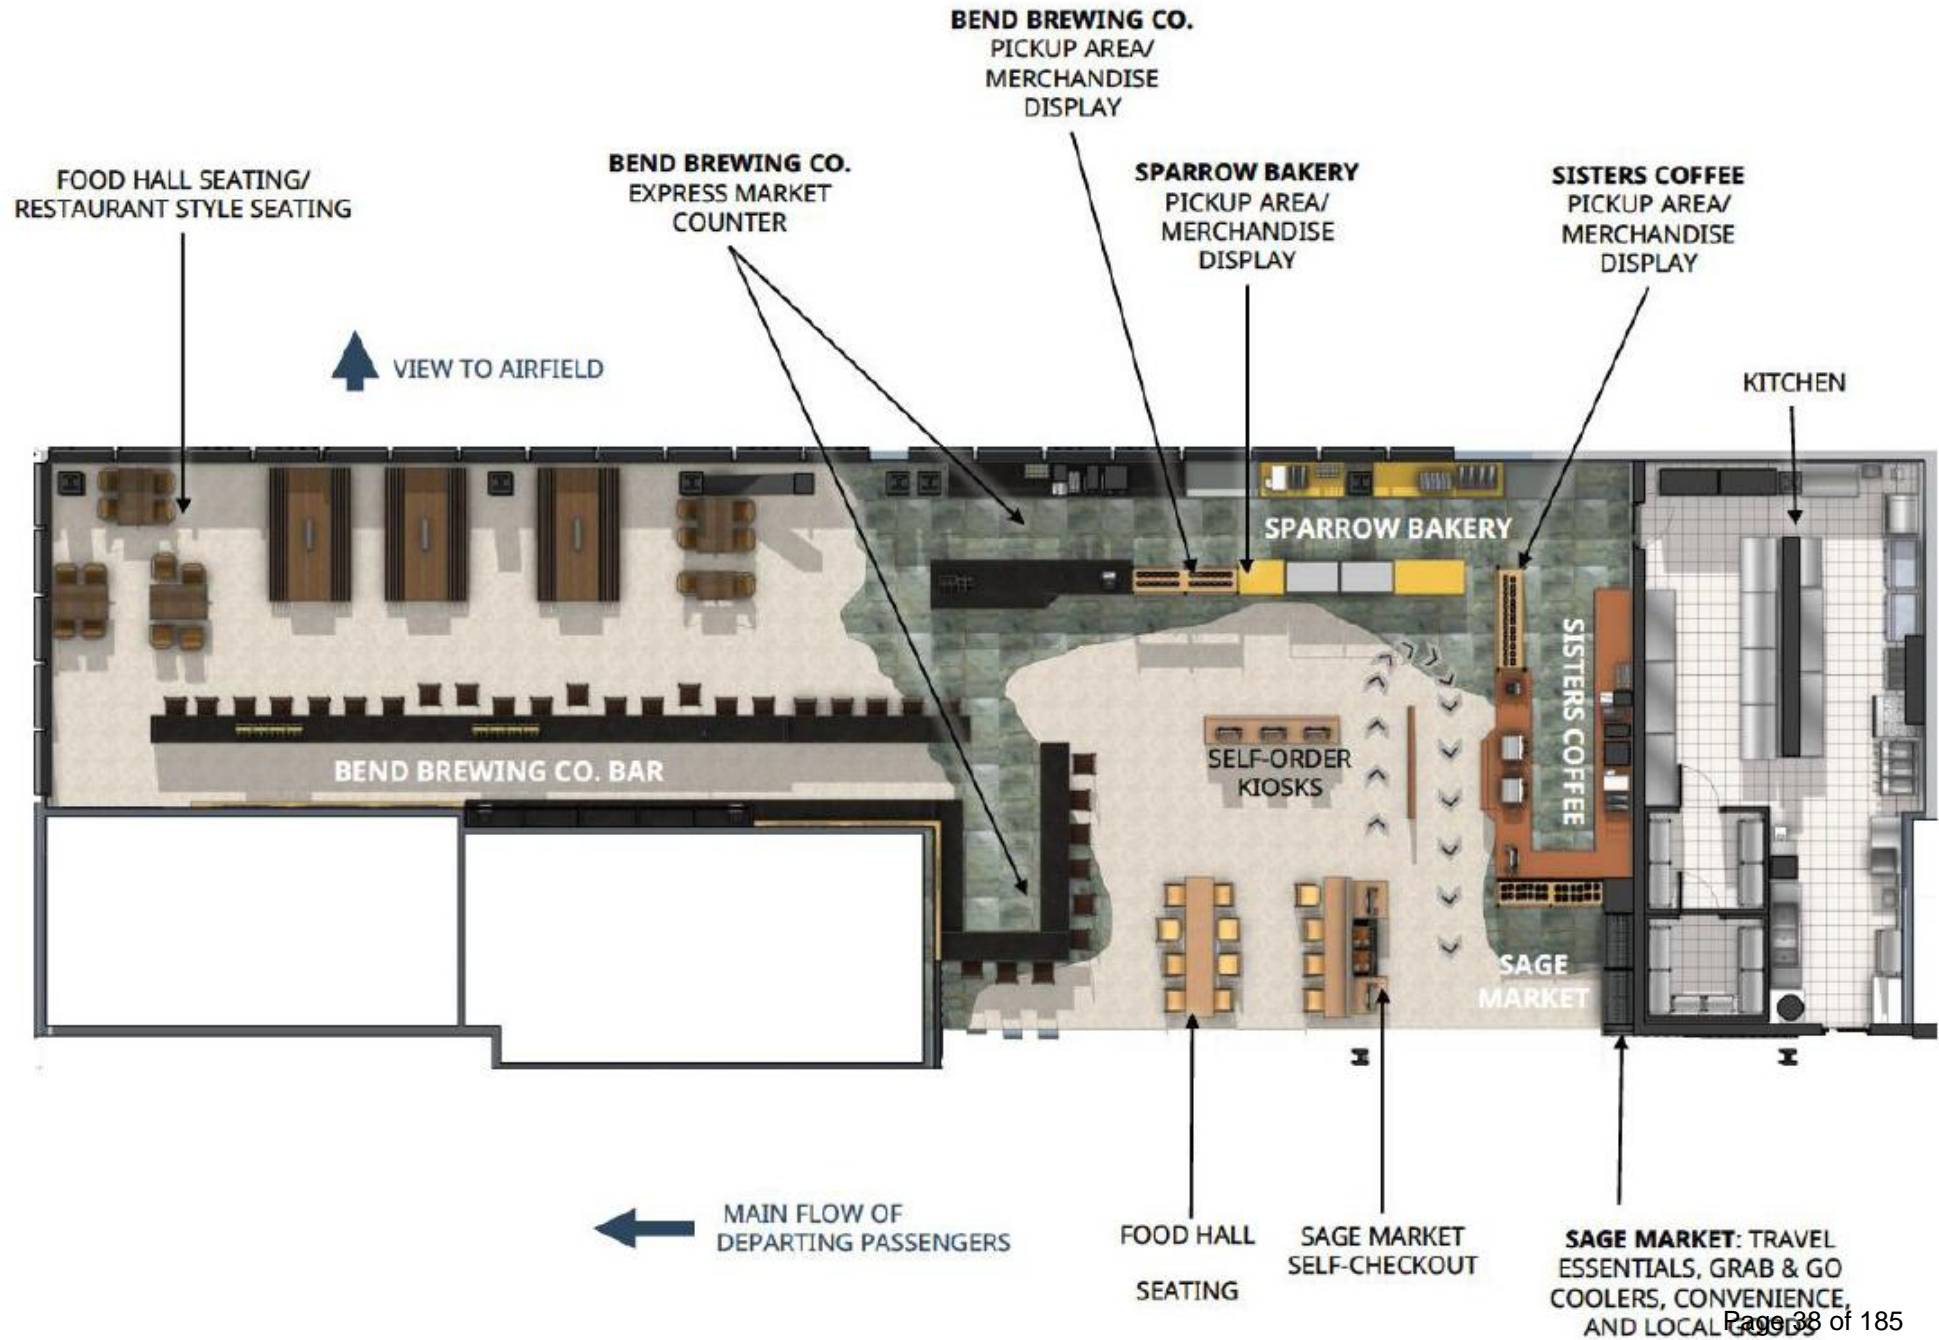 BEND BREWING CO.
PICKUP AREA/
MERCHANDISE
DISPLAY
BEND BREWING CO.
EXPRESS MARKET
COUNTER
SPARROW BAKERY
PICKUP AREA/
MERCHANDISE
DISPLAY
SISTERS COFFEE
PICKUP AREA/
MERCHANDISE
DISPLAY
FOOD HALL SEATING/
RESTAURANT STYLE SEATING
VIEW TO AIRFIELD
KITCHEN
SPARROW BAKERY
SISTERS COFFEE
SELF-ORDER
KIOSKS
BEND BREWING CO. BAR
SAGE
MARKET
MAIN FLOW OF
DEPARTING PASSENGERS
FOOD HALL
SEATING
SAGE MARKET
SELF-CHECKOUT
SAGE MARKET: TRAVEL
ESSENTIALS, GRAB & GO
COOLERS, CONVENIENCE,
AND LOCAL GOODS
Page 38 of 185